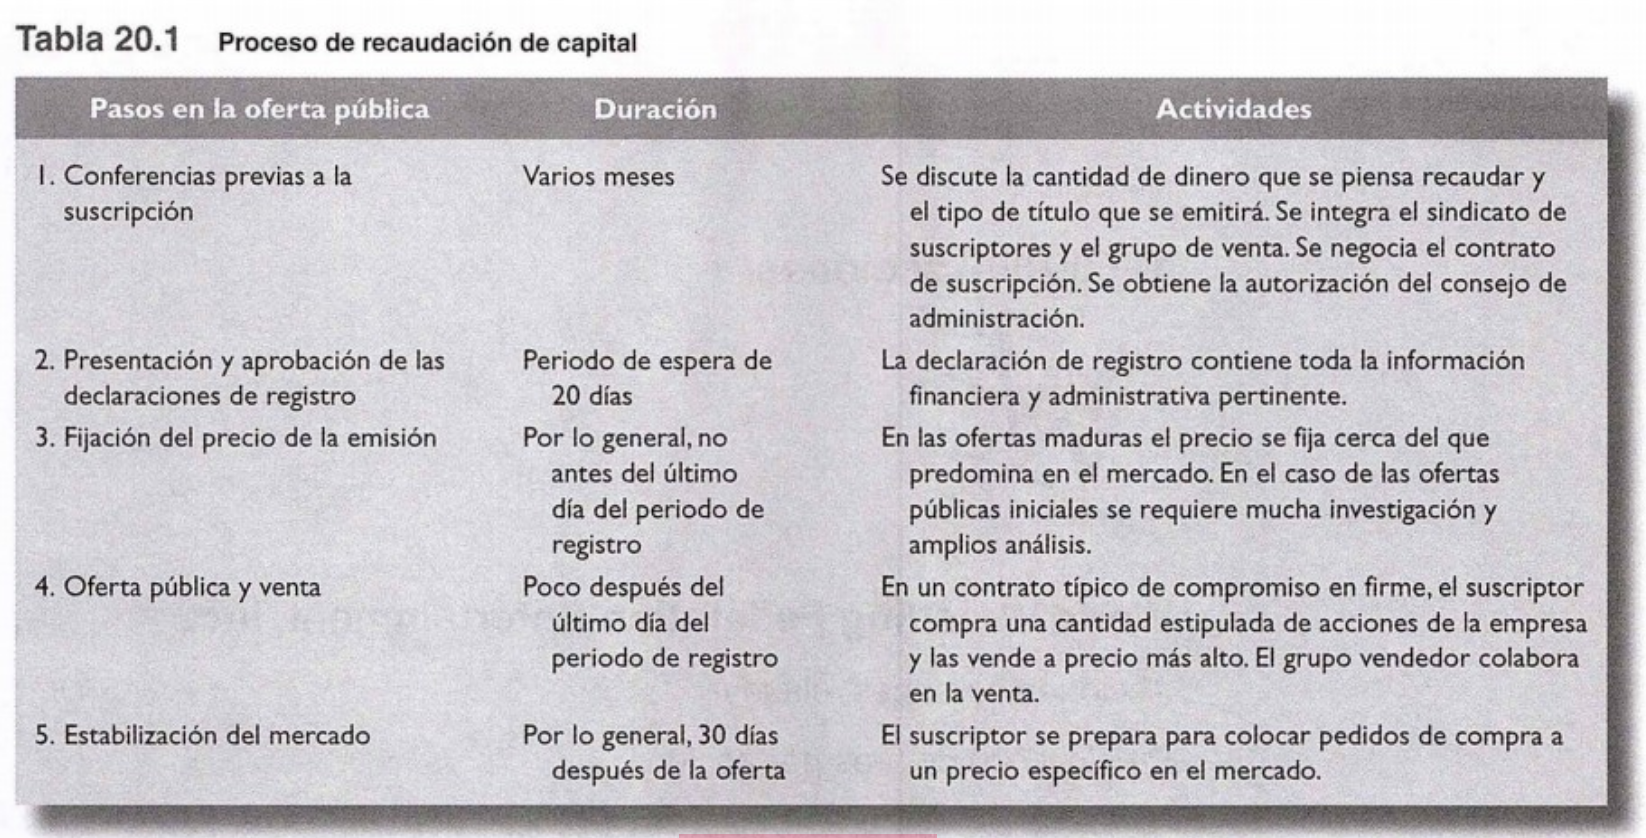 Tabla 20.1 Proceso de recaudación de capital
Pasos en la oferta pública Duración Actividades
1. Conferencias previas a la Varios meses Se discute la cantidad de dinero que se piensa recaudar y
suscripción el tipo de título que se emitirá. Se integra el sindicato de
suscriptores y el grupo de venta. Se negocia el contrato
de suscripción. Se obtiene la autorización del consejo de
administración.
2. Presentación y aprobación de las Periodo de espera de La declaración de registro contiene toda la información
declaraciones de registro 20 días financiera y administrativa pertinente.
3. Fijación del precio de la emisión Por lo general, no En las ofertas maduras el precio se fija cerca del que
antes del último predomina en el mercado. En el caso de las ofertas
día del periodo de públicas iniciales se requiere mucha investigación y
registro amplios análisis.
4. Oferta pública y venta Poco después del En un contrato típico de compromiso en firme, el suscriptor
último día del compra una cantidad estipulada de acciones de la empresa
periodo de registro y las vende a precio más alto. El grupo vendedor colabora
en la venta.
5. Estabilización del mercado Por lo general, 30 días El suscriptor se prepara para colocar pedidos de compra a
después de la oferta un precio específico en el mercado.